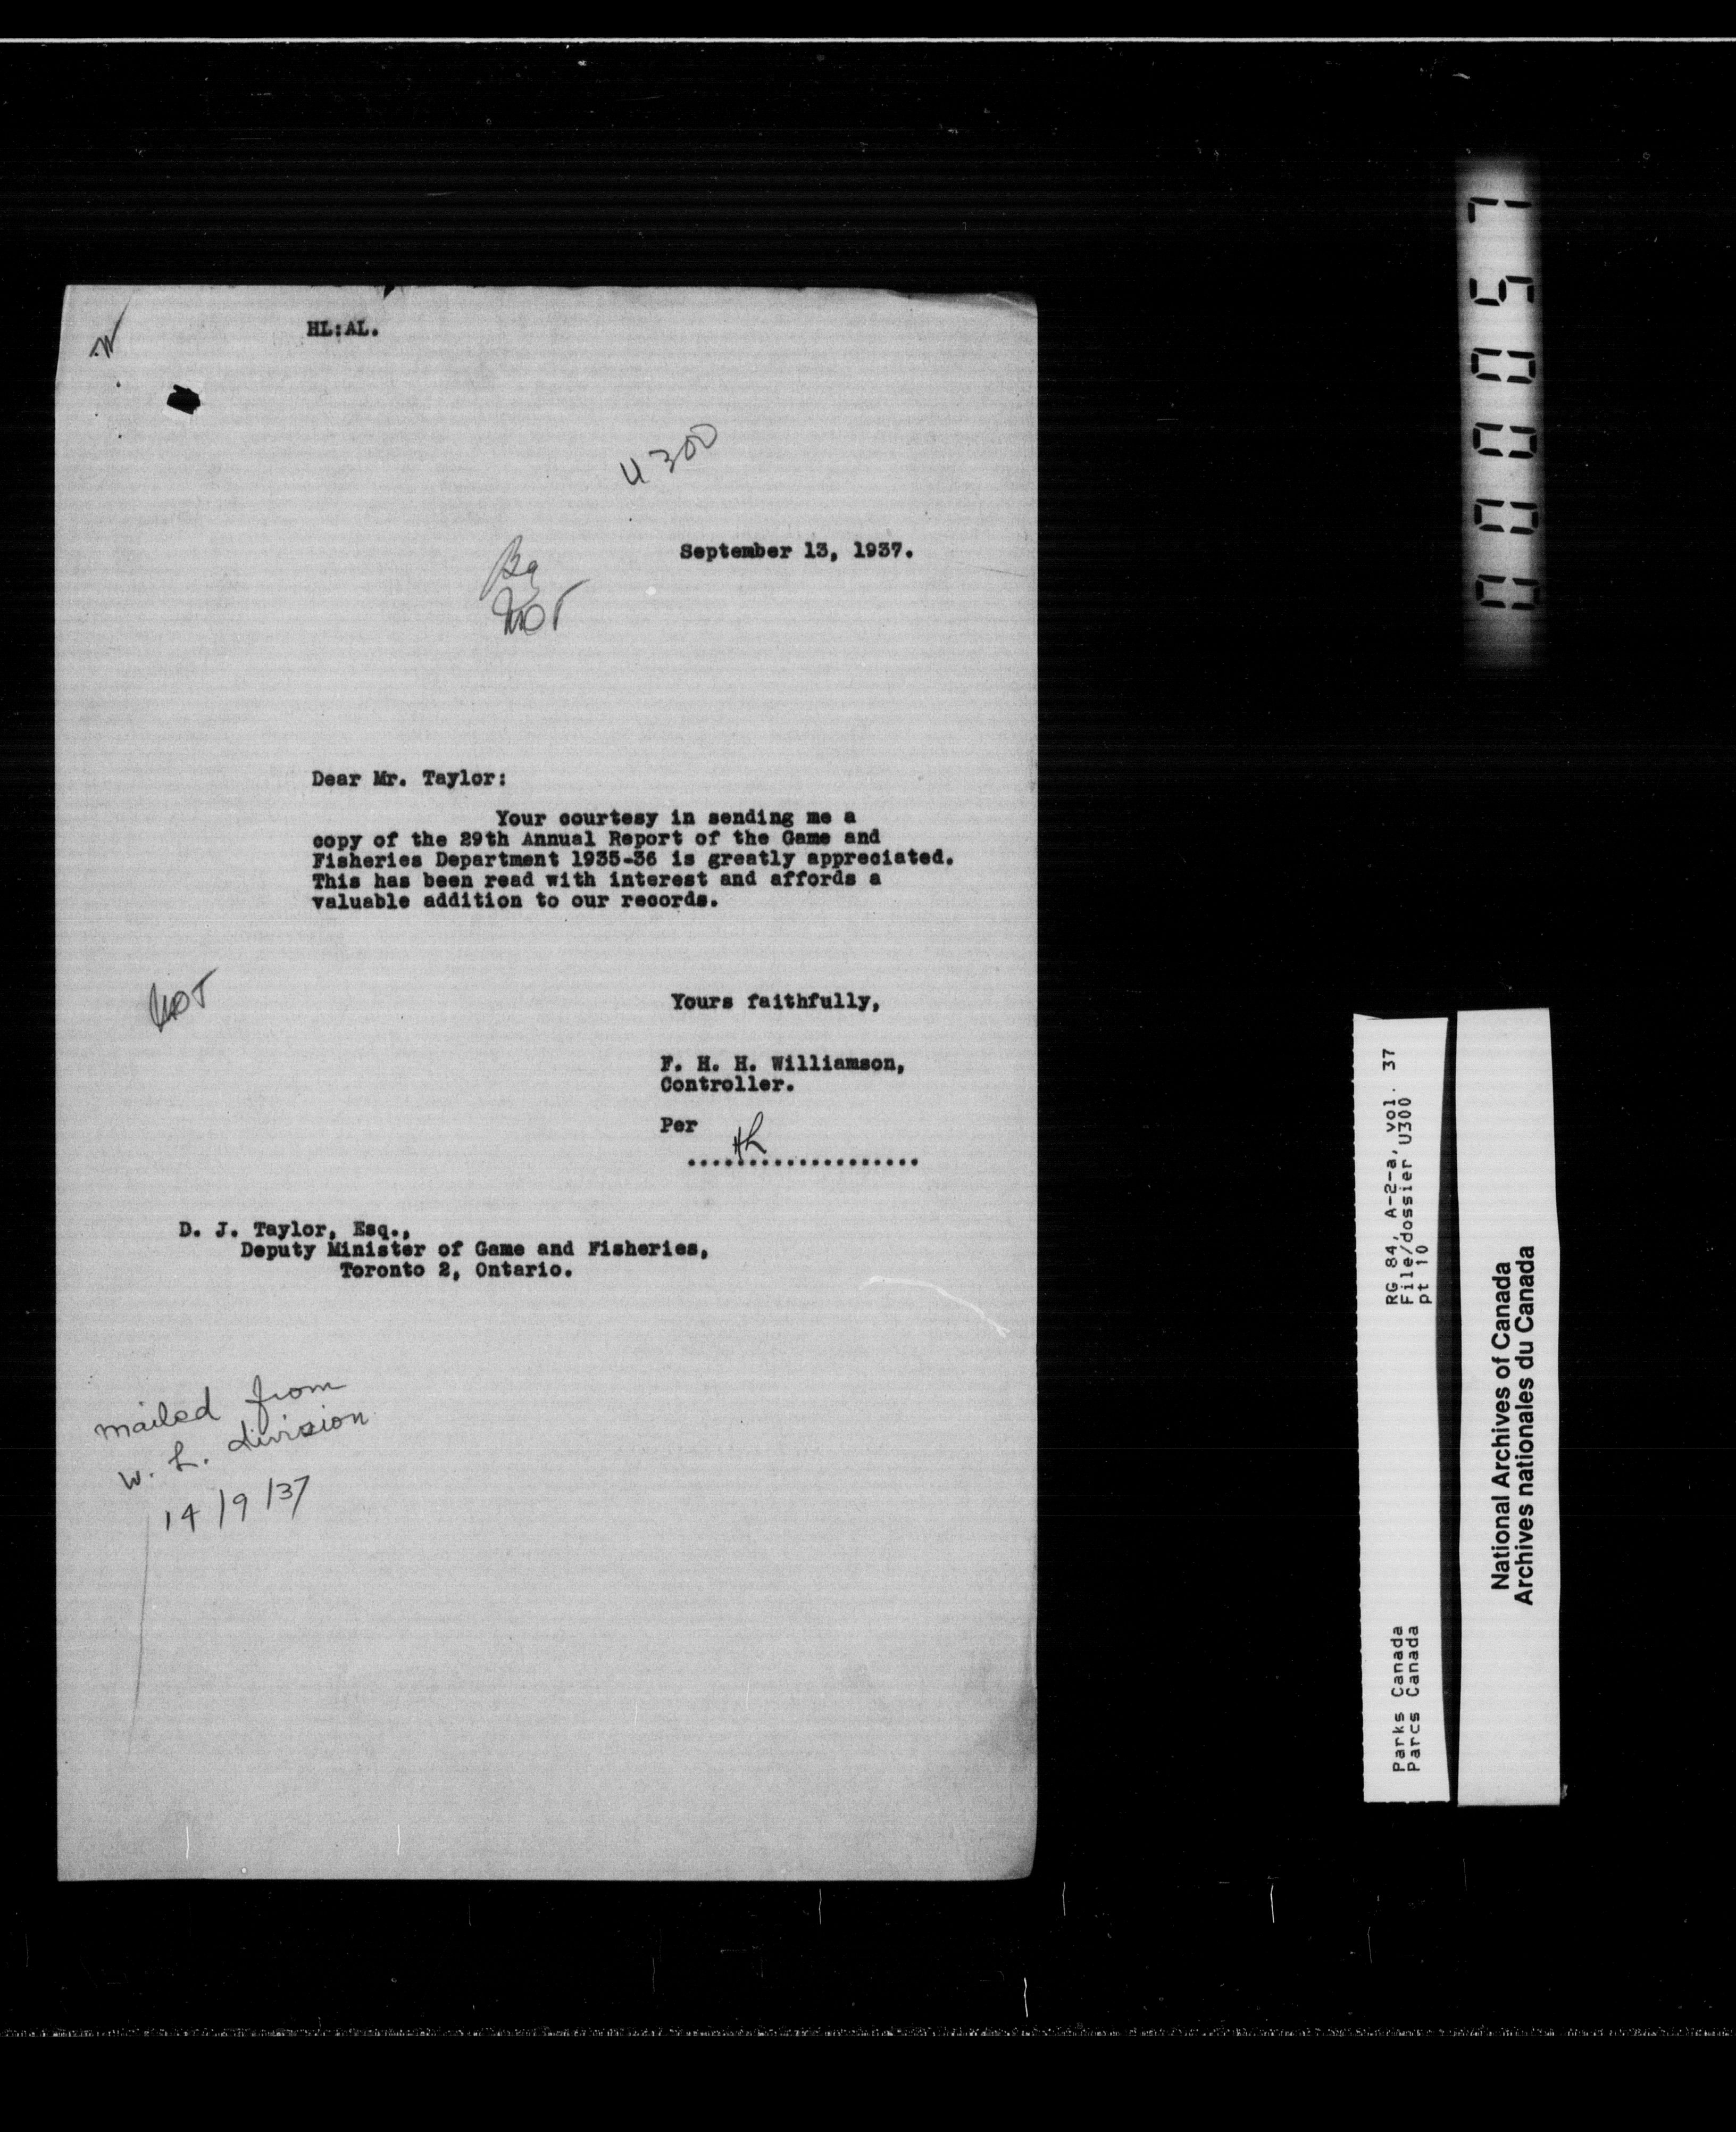 HL:AL.
U300
September 13, 1937.
Dear Mr. Taylor:
Your courtesy in sending me a
copy of the 29th Annual Report of the Game and
Fisheries Department 1935-36 is greatly appreciated.
This has been read with interest and affords a
valuable addition to our records.
Yours faithfully,
F. H. H. Williamson,
Controller.
Per HL
....................
D. J. Taylor, Esq.,
Deputy Minister of Game and Fisheries,
Toronto 2, Ontario.
mailed from
W. L. division
14/9/37
000057
RG 84, A-2-a, vol. 37
File/dossier U300
pt 10
Parks Canada
Parcs Canada
National Archives of Canada
Archives nationales du Canada